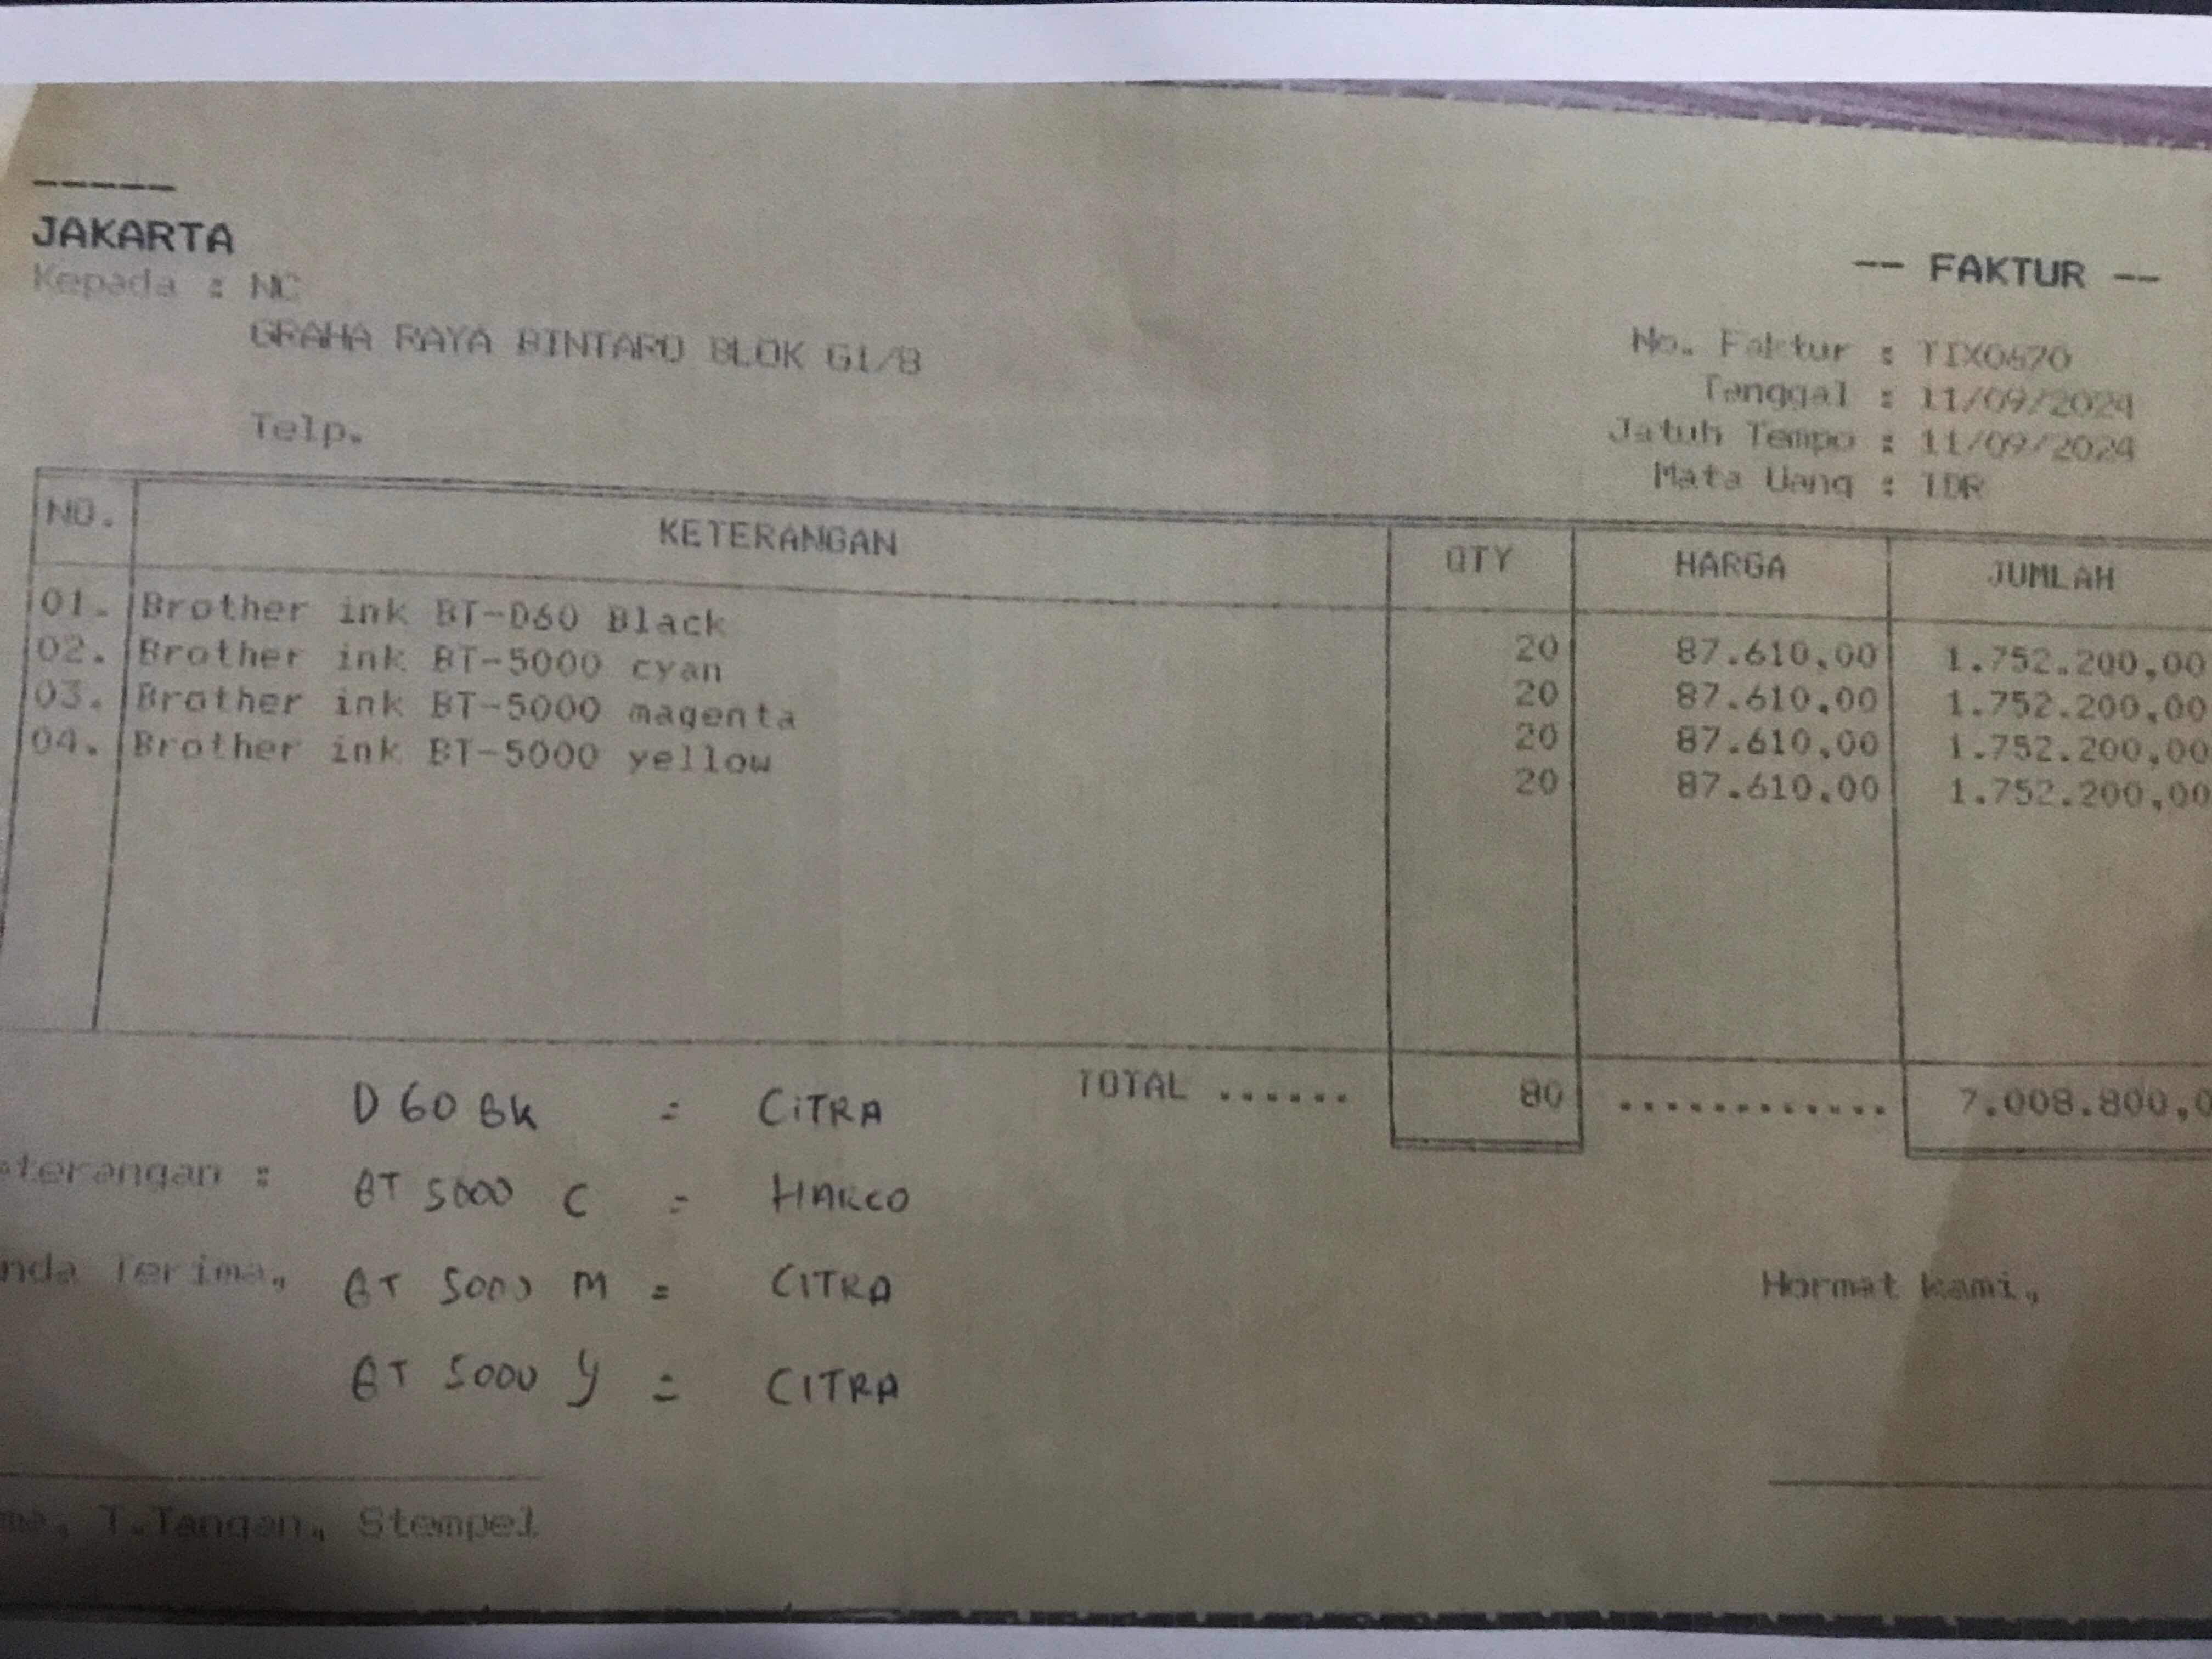 -----
JAKARTA
-- FAKTUR --
Kepada : NC
GRAHA RAYA BINTARO BLOK G1/8
No. Faktur : TIX0670
Tanggal : 11/09/2024
Telp.
Jatuh Tempo : 11/09/2024
Mata Uang : IDR
NO. KETERANGAN QTY HARGA JUMLAH
01. Brother ink BT-D60 Black 20 87.610,00 1.752.200,00
02. Brother ink BT-5000 cyan 20 87.610,00 1.752.200,00
03. Brother ink BT-5000 magenta 20 87.610,00 1.752.200,00
04. Brother ink BT-5000 yellow 20 87.610,00 1.752.200,00
TOTAL ...... 80 ............ 7.008.800,0
D60 BK = CITRA
terangan :
BT 5000 C = HARCO
nda Terima,
BT 5000 M = CITRA
Hormat kami,
BT 5000 Y = CITRA
ma, T.Tangan, Stempel